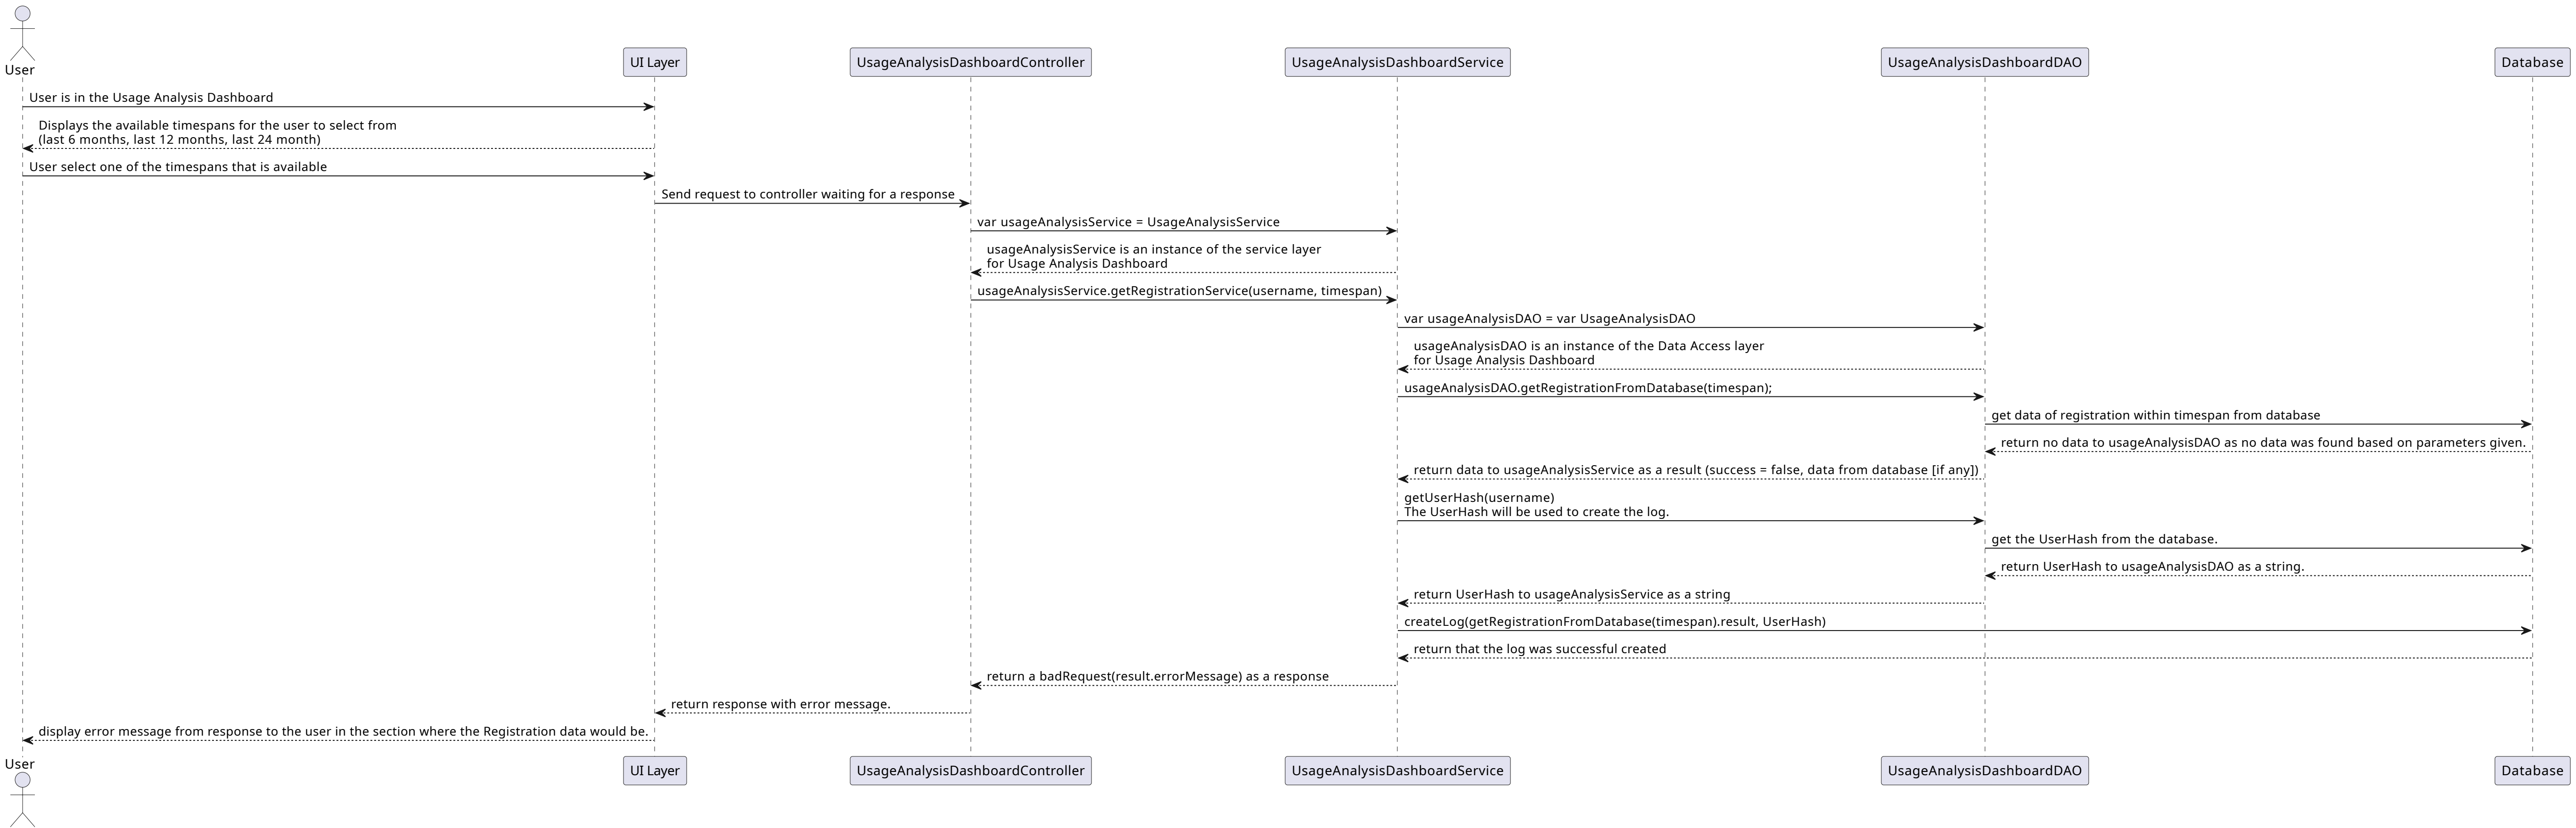 User
UI Layer
UsageAnalysisDashboardController
UsageAnalysisDashboardService
UsageAnalysisDashboardDAO
Database
User is in the Usage Analysis Dashboard
Displays the available timespans for the user to select from
(last 6 months, last 12 months, last 24 month)
User select one of the timespans that is available
Send request to controller waiting for a response
var usageAnalysisService = UsageAnalysisService
usageAnalysisService is an instance of the service layer
for Usage Analysis Dashboard
usageAnalysisService.getRegistrationService(username, timespan)
var usageAnalysisDAO = var UsageAnalysisDAO
usageAnalysisDAO is an instance of the Data Access layer
for Usage Analysis Dashboard
usageAnalysisDAO.getRegistrationFromDatabase(timespan);
get data of registration within timespan from database
return no data to usageAnalysisDAO as no data was found based on parameters given.
return data to usageAnalysisService as a result (success = false, data from database [if any])
getUserHash(username)
The UserHash will be used to create the log.
get the UserHash from the database.
return UserHash to usageAnalysisDAO as a string.
return UserHash to usageAnalysisService as a string
createLog(getRegistrationFromDatabase(timespan).result, UserHash)
return that the log was successful created
return a badRequest(result.errorMessage) as a response
return response with error message.
display error message from response to the user in the section where the Registration data would be.
User
UI Layer
UsageAnalysisDashboardController
UsageAnalysisDashboardService
UsageAnalysisDashboardDAO
Database